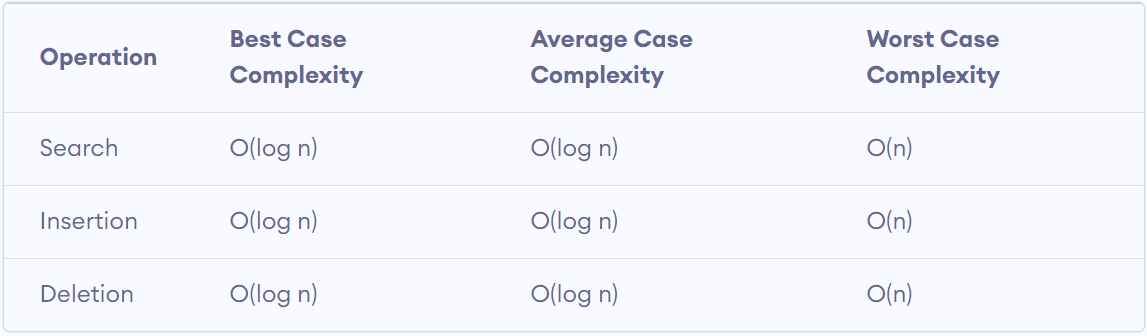 Operation Best Case Complexity Average Case Complexity Worst Case Complexity
Search O(log n) O(log n) O(n)
Insertion O(log n) O(log n) O(n)
Deletion O(log n) O(log n) O(n)